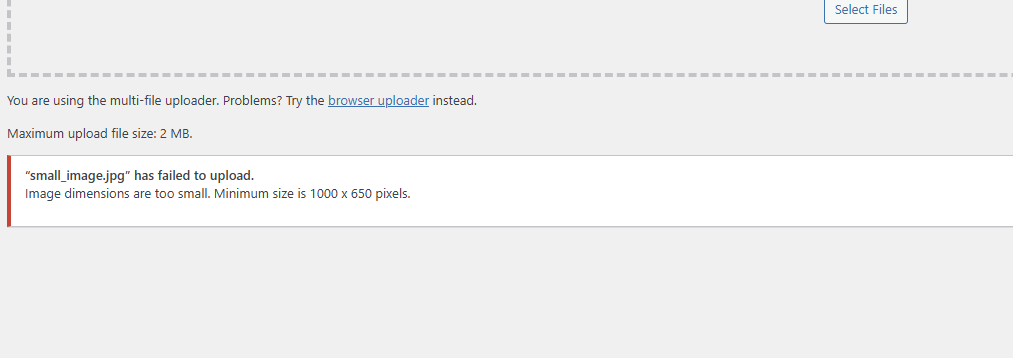 Select Files
You are using the multi-file uploader. Problems? Try the browser uploader instead.
Maximum upload file size: 2 MB.
“small_image.jpg” has failed to upload.
Image dimensions are too small. Minimum size is 1000 x 650 pixels.